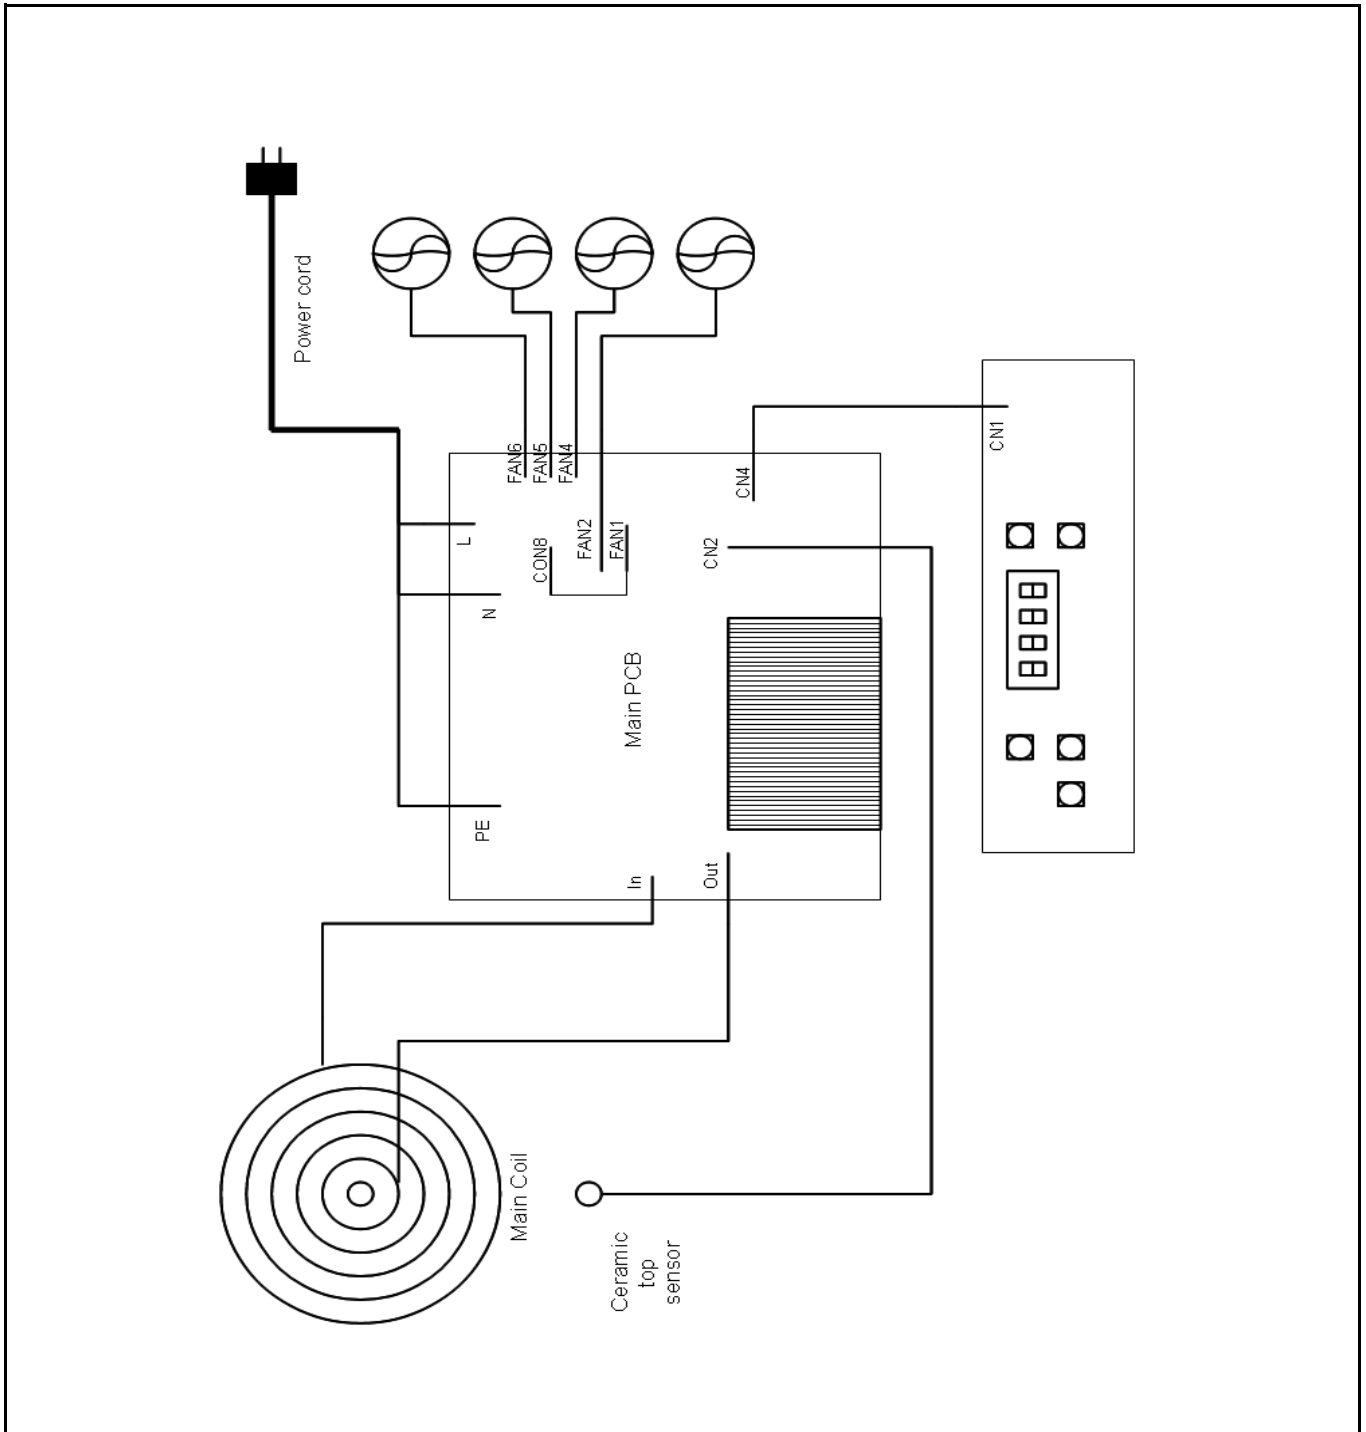 Power cord
FAN6
FAN5
FAN4
CN1
CN4
L
CON8
FAN2
FAN1
CN2
N
Main PCB
PE
In
Out
Main Coil
Ceramic
top
sensor